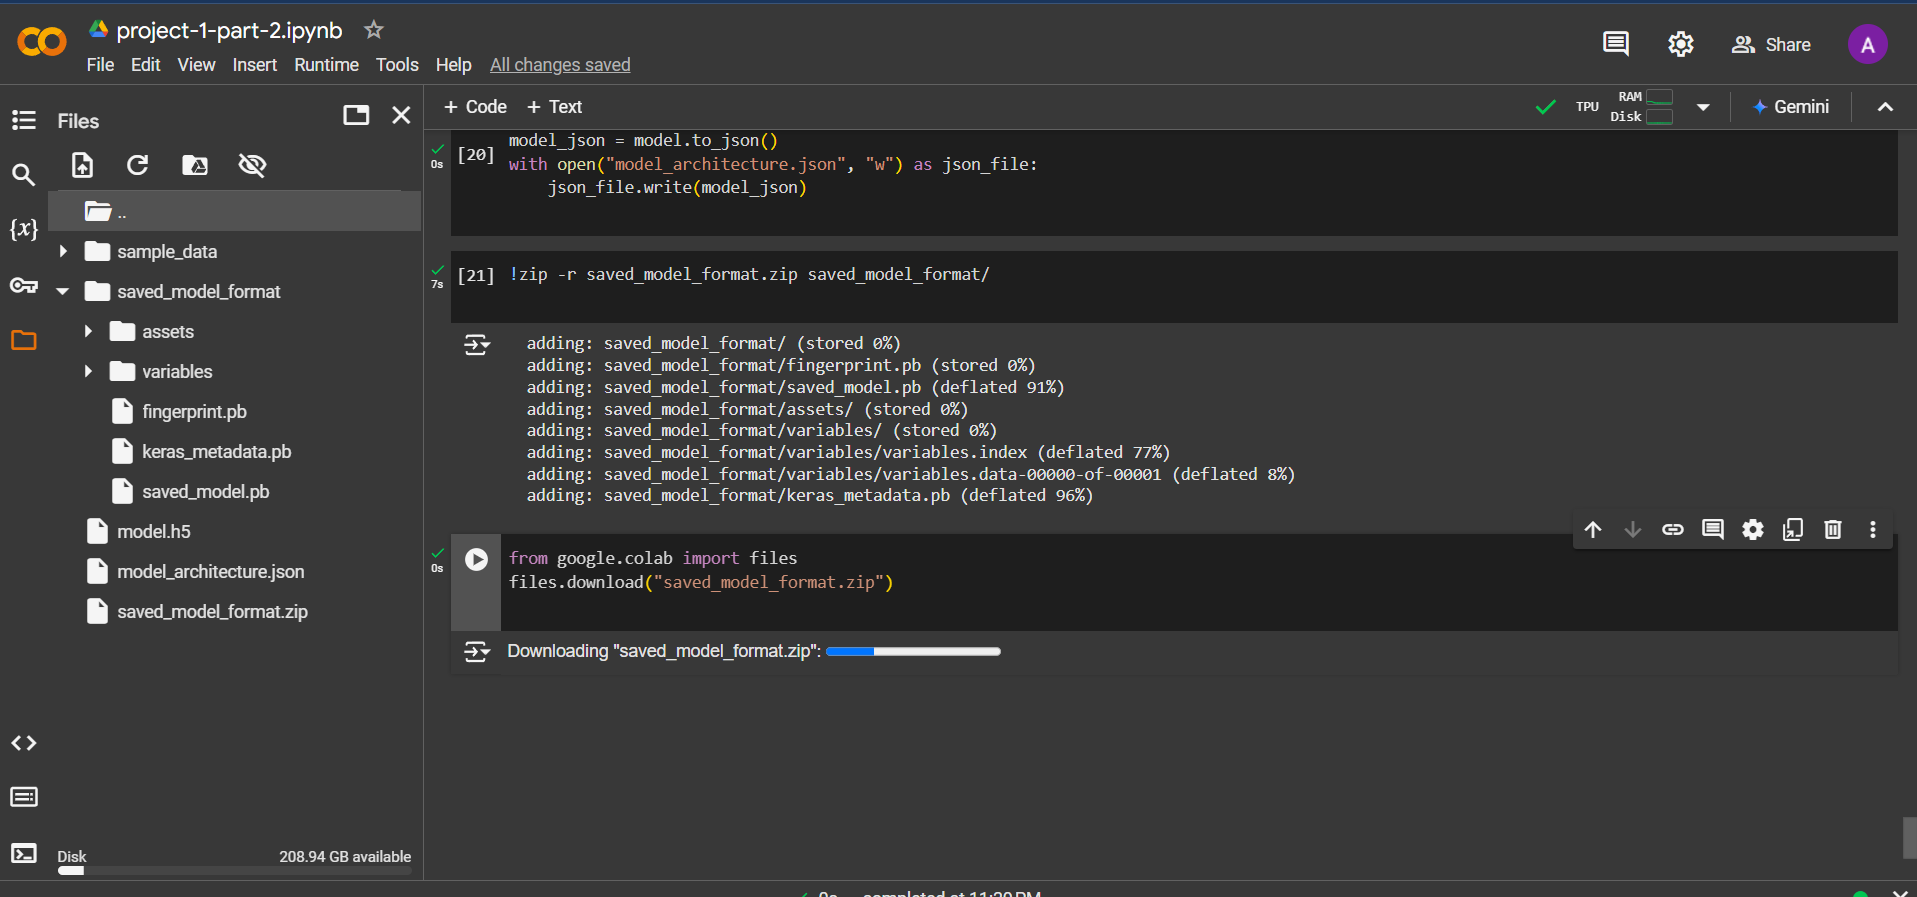 project-1-part-2.ipynb
File Edit View Insert Runtime Tools Help All changes saved
Share
A
Files
+ Code + Text
TPU RAM Disk
Gemini
{x}
..
sample_data
saved_model_format
assets
variables
fingerprint.pb
keras_metadata.pb
saved_model.pb
model.h5
model_architecture.json
saved_model_format.zip
Disk 208.94 GB available
0s
[20]
model_json = model.to_json()
with open("model_architecture.json", "w") as json_file:
json_file.write(model_json)
7s
[21] !zip -r saved_model_format.zip saved_model_format/
adding: saved_model_format/ (stored 0%)
adding: saved_model_format/fingerprint.pb (stored 0%)
adding: saved_model_format/saved_model.pb (deflated 91%)
adding: saved_model_format/assets/ (stored 0%)
adding: saved_model_format/variables/ (stored 0%)
adding: saved_model_format/variables/variables.index (deflated 77%)
adding: saved_model_format/variables/variables.data-00000-of-00001 (deflated 8%)
adding: saved_model_format/keras_metadata.pb (deflated 96%)
0s
from google.colab import files
files.download("saved_model_format.zip")
Downloading "saved_model_format.zip":
0s completed at 11:20 PM